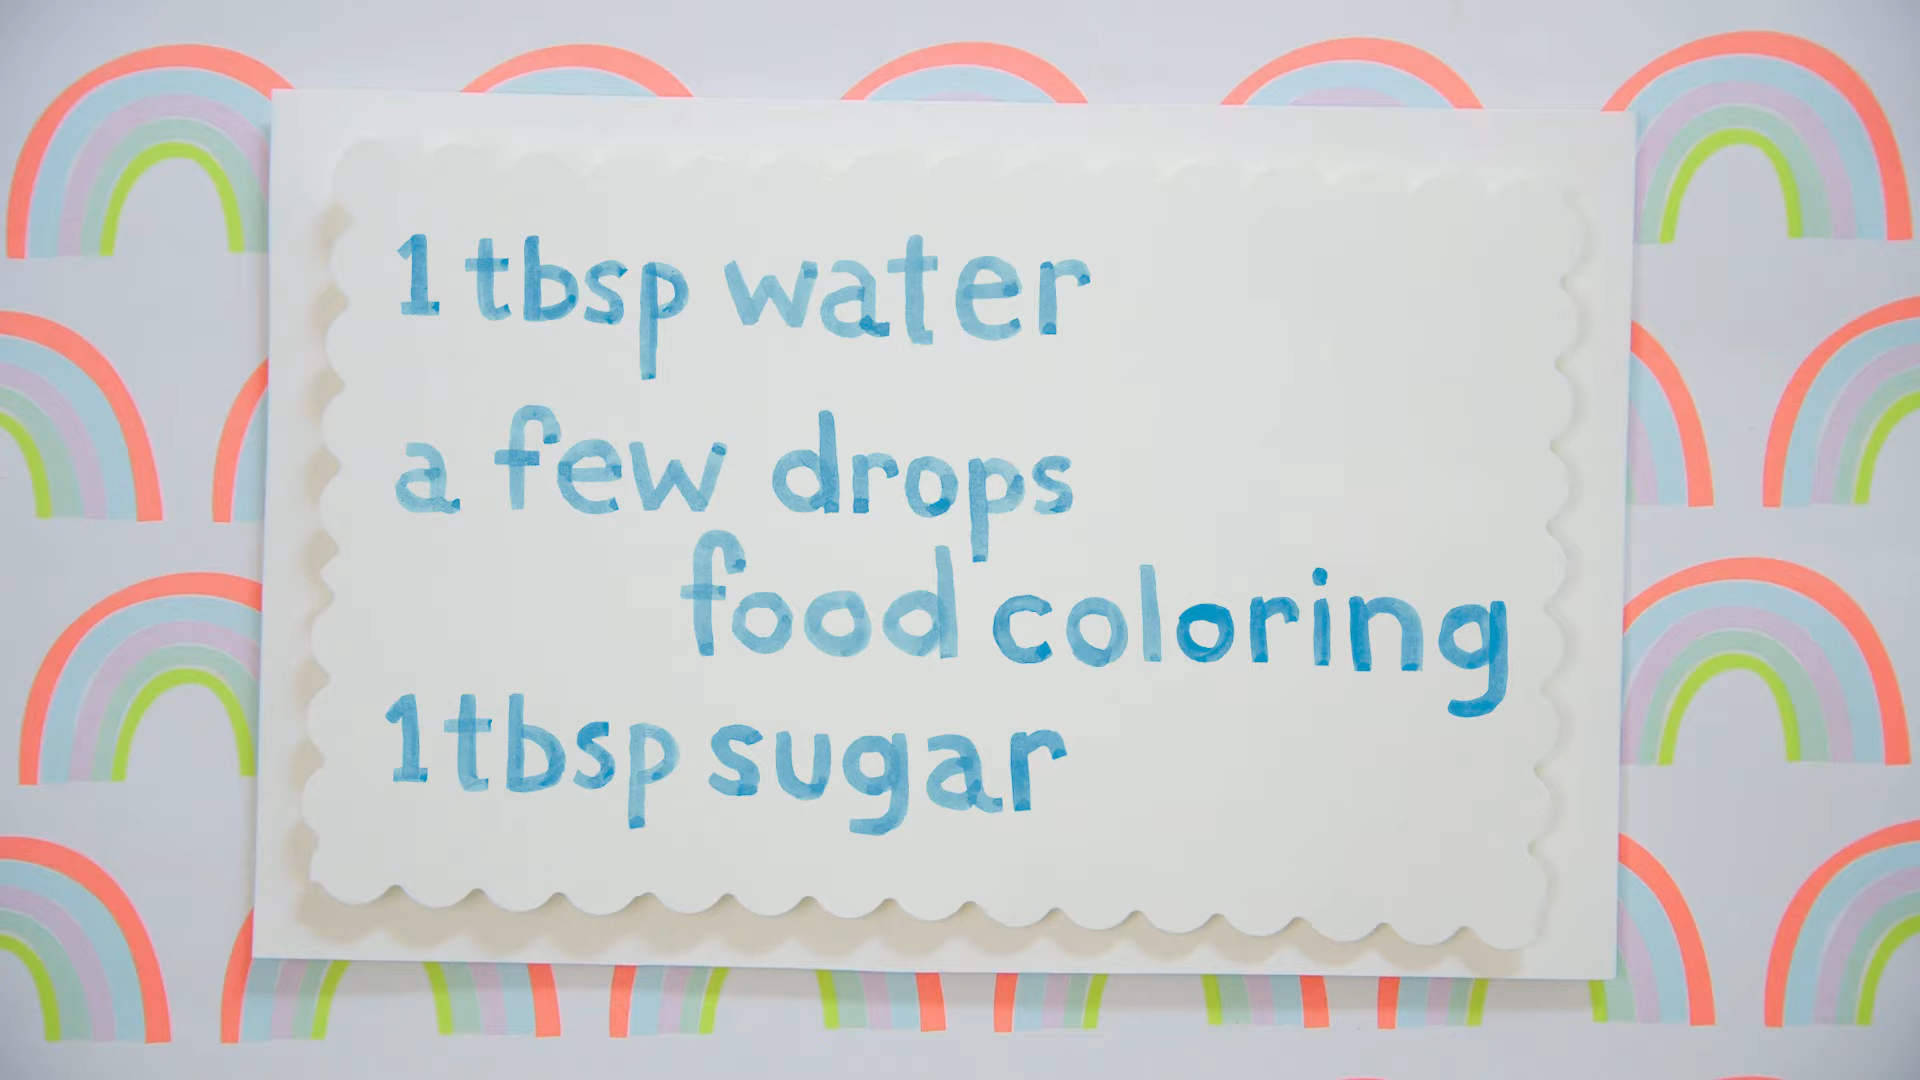 1 tbsp water
a few drops
food coloring
1 tbsp sugar